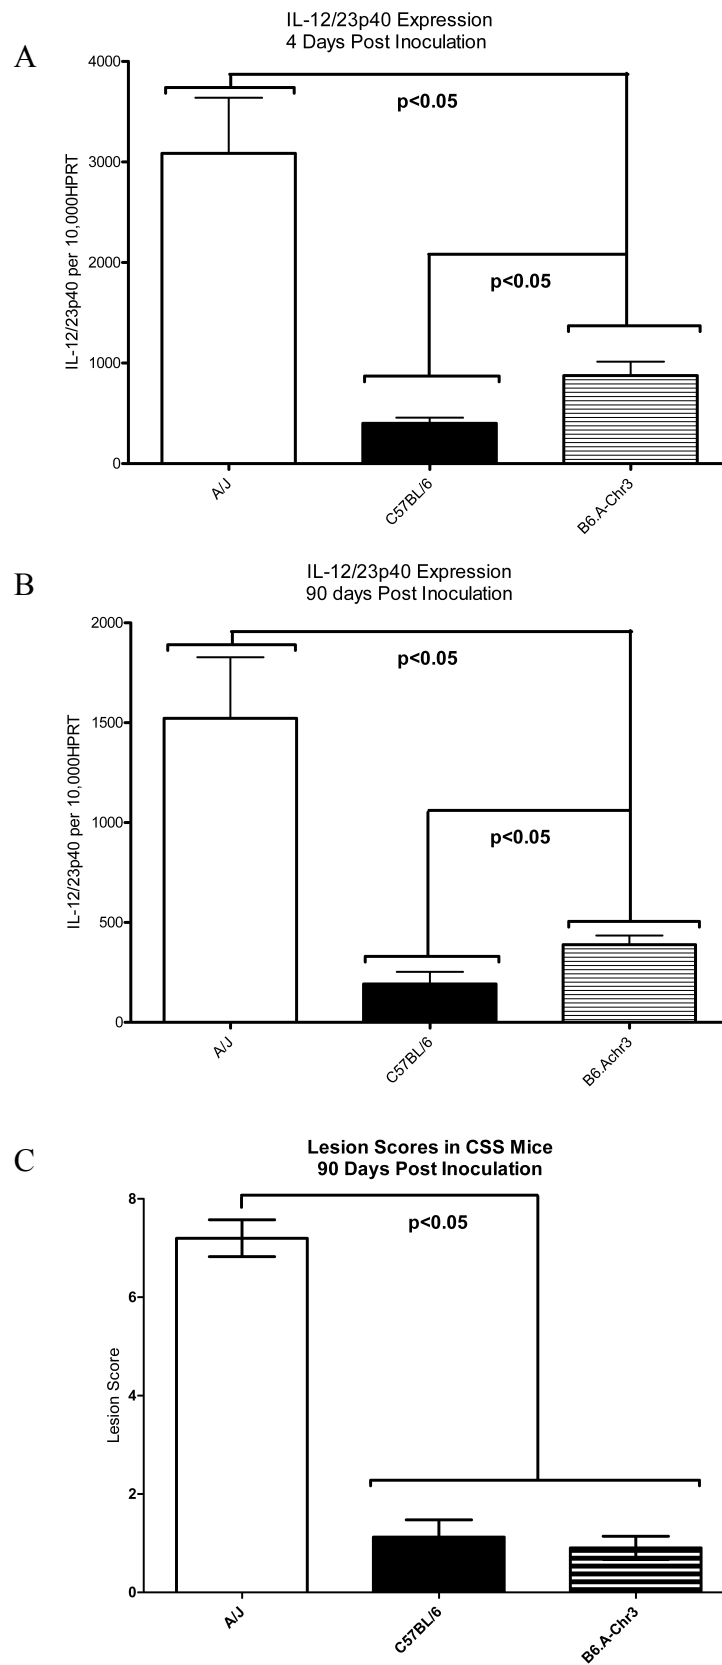 A
IL-12/23p40 Expression
4 Days Post Inoculation
IL-12/23p40 per 10,000HPRT
4000
3000
2000
1000
0
p<0.05
p<0.05
A/J
C57BL/6
B6.A-Chr3
B
IL-12/23p40 Expression
90 days Post Inoculation
IL-12/23p40 per 10,000HPRT
2000
1500
1000
500
0
p<0.05
p<0.05
A/J
C57BL/6
B6.Achr3
C
Lesion Scores in CSS Mice
90 Days Post Inoculation
Lesion Score
8
6
4
2
0
p<0.05
A/J
C57BL/6
B6.A-Chr3